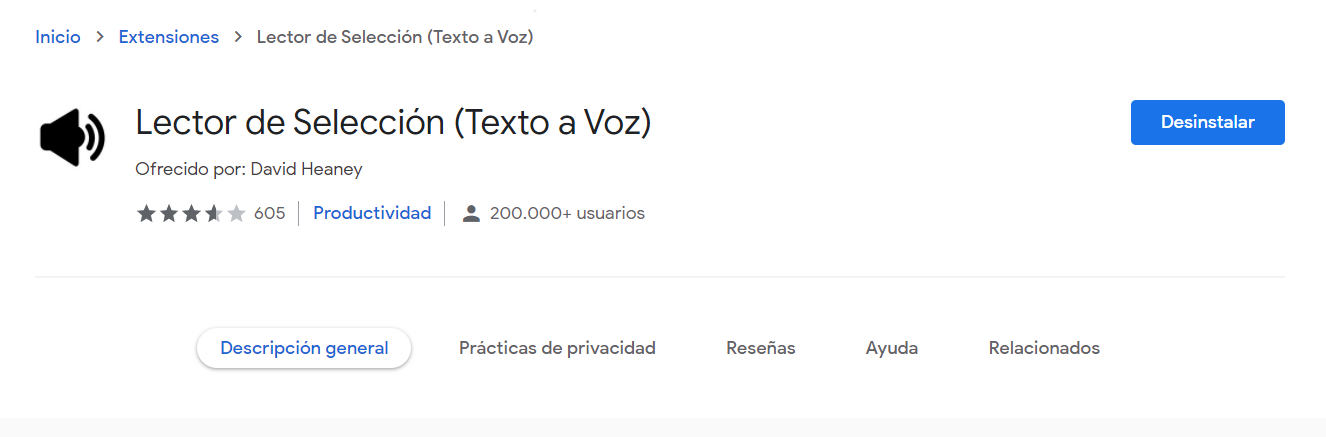 Inicio > Extensiones > Lector de Selección (Texto a Voz)
Lector de Selección (Texto a Voz)
Desinstalar
Ofrecido por: David Heaney
605 | Productividad | 200.000+ usuarios
Descripción general Prácticas de privacidad Reseñas Ayuda Relacionados